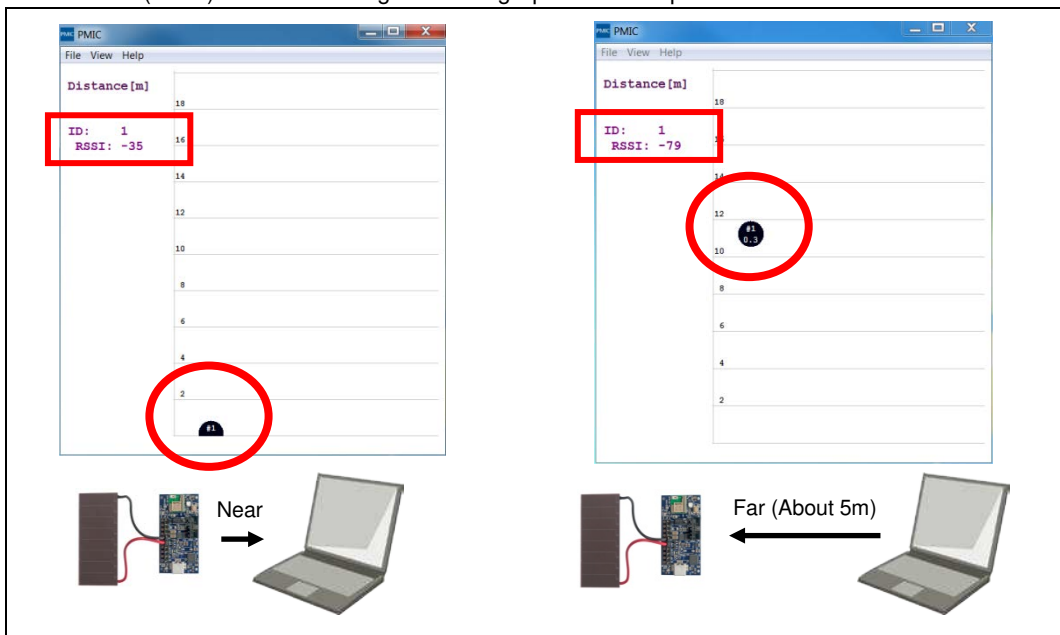 PMIC
File View Help
Distance[m]
ID: 1
RSSI: -35
18
16
14
12
10
8
6
4
2
#1
Near
PMIC
File View Help
Distance[m]
ID: 1
RSSI: -79
18
14
12
#1
0.3
10
8
6
4
2
Far (About 5m)